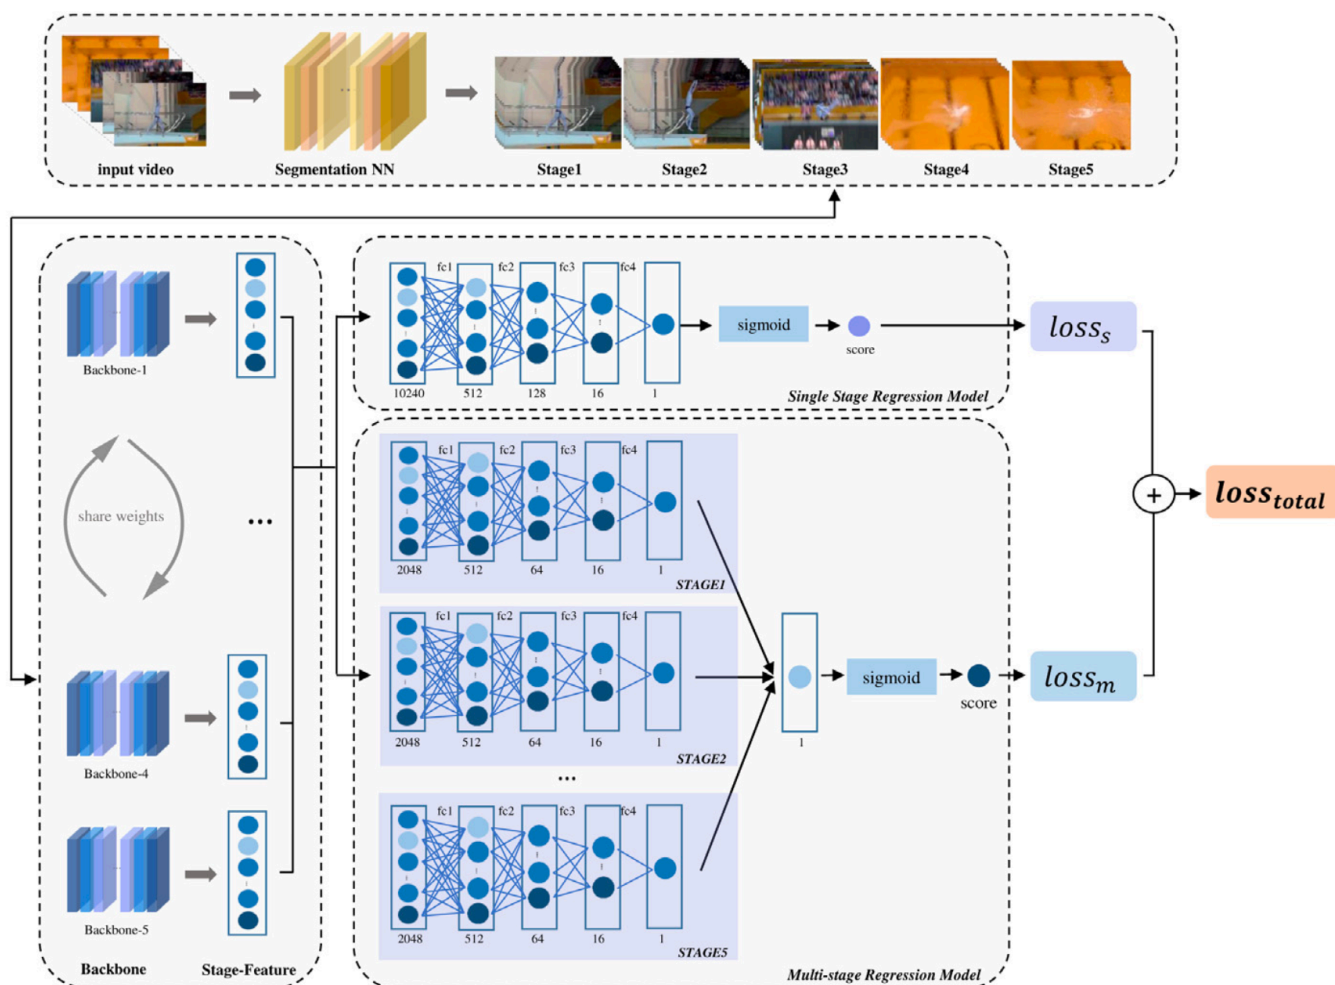 input video
Segmentation NN
Stage1
Stage2
Stage3
Stage4
Stage5
Backbone-1
share weights
...
Backbone-4
Backbone-5
Backbone
Stage-Feature
fc1 fc2 fc3 fc4
10240 512 128 16 1
sigmoid
score
Single Stage Regression Model
fc1 fc2 fc3 fc4
2048 512 64 16 1
STAGE1
fc1 fc2 fc3 fc4
2048 512 64 16 1
STAGE2
...
fc1 fc2 fc3 fc4
2048 512 64 16 1
STAGE5
1
sigmoid
score
Multi-stage Regression Model
loss_s
loss_m
+
loss_total